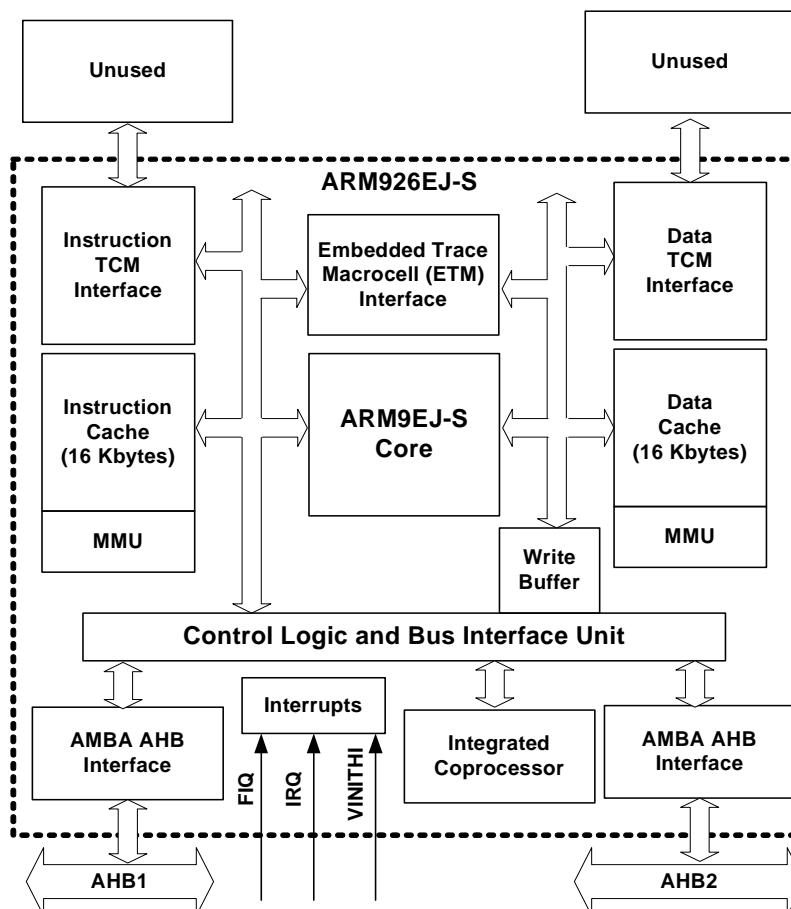 Unused
Unused
ARM926EJ-S
Instruction
TCM
Interface
Embedded Trace
Macrocell (ETM)
Interface
Data
TCM
Interface
Instruction
Cache
(16 Kbytes)
MMU
ARM9EJ-S
Core
Data
Cache
(16 Kbytes)
MMU
Write
Buffer
Control Logic and Bus Interface Unit
AMBA AHB
Interface
Interrupts
FIQ
IRQ
VINITHI
Integrated
Coprocessor
AMBA AHB
Interface
AHB1
AHB2